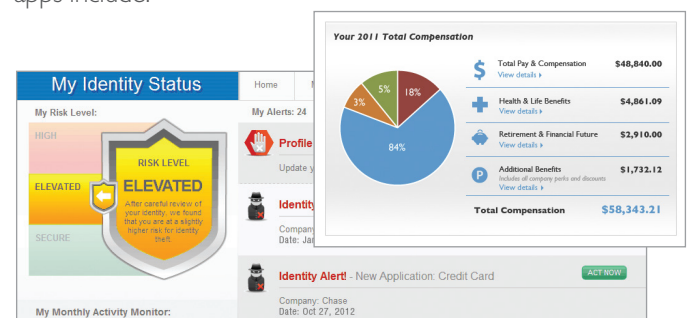 apps include:
Your 2011 Total Compensation
5%
18%
3%
84%
$ Total Pay & Compensation $48,840.00
View details
Health & Life Benefits $4,861.09
View details
Retirement & Financial Future $2,910.00
View details
P Additional Benefits $1,732.12
Includes all company perks and discounts
View details
Total Compensation $58,343.21
My Identity Status
Home
My Risk Level:
HIGH
ELEVATED
SECURE
RISK LEVEL
ELEVATED
After careful review of
your identity, we found
that you are at a slightly
higher risk for identity
theft.
My Monthly Activity Monitor:
My Alerts: 24
Profile
Update
Identity
Date:
Identity Alert! - New Application: Credit Card
ACT NOW
Company: Chase
Date: Oct 27, 2012